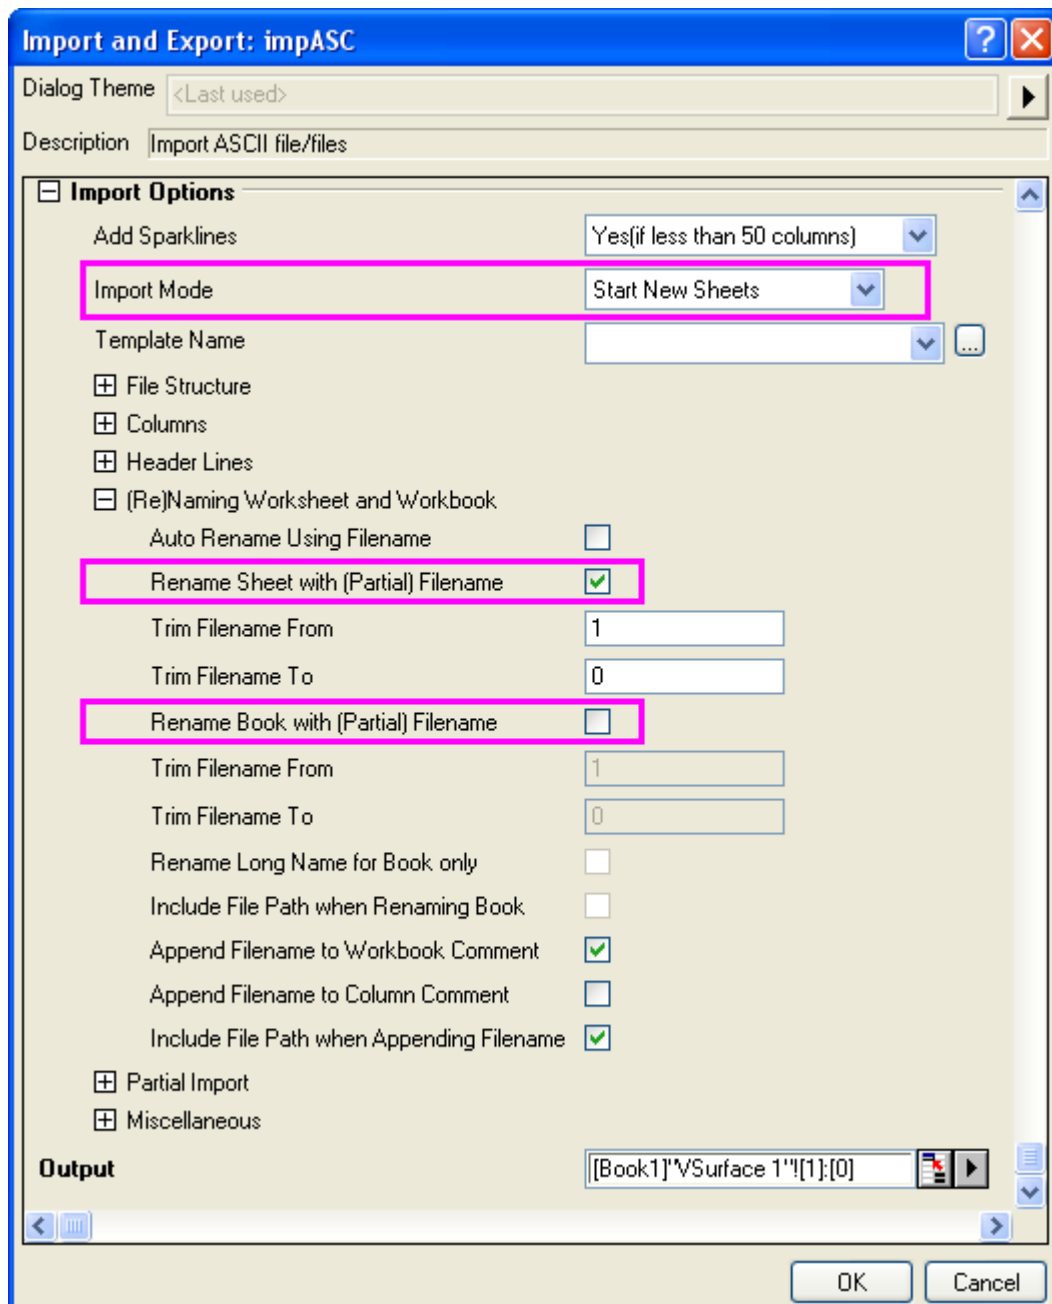 Import and Export: impASC
Dialog Theme <Last used>
Description Import ASCII file/files
Import Options
Add Sparklines Yes(if less than 50 columns)
Import Mode Start New Sheets
Template Name ...
File Structure
Columns
Header Lines
(Re)Naming Worksheet and Workbook
Auto Rename Using Filename
Rename Sheet with (Partial) Filename
Trim Filename From 1
Trim Filename To 0
Rename Book with (Partial) Filename
Trim Filename From 1
Trim Filename To 0
Rename Long Name for Book only
Include File Path when Renaming Book
Append Filename to Workbook Comment
Append Filename to Column Comment
Include File Path when Appending Filename
Partial Import
Miscellaneous
Output [Book1]"VSurface 1"![1]:[0]
OK Cancel